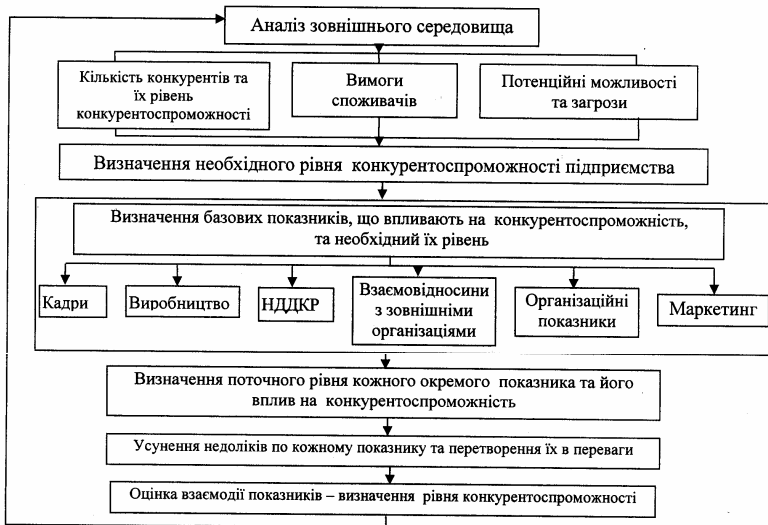 Аналіз зовнішнього середовища
Кількість конкурентів та
їх рівень
конкурентоспроможності
Вимоги
споживачів
Потенційні можливості
та загрози
Визначення необхідного рівня конкурентоспроможності підприємства
Визначення базових показників, що впливають на конкурентоспроможність,
та необхідний їх рівень
Кадри
Виробництво
НДДКР
Взаємовідносини
з зовнішніми
організаціями
Організаційні
показники
Маркетинг
Визначення поточного рівня кожного окремого показника та його
вплив на конкурентоспроможність
Усунення недоліків по кожному показнику та перетворення їх в переваги
Оцінка взаємодії показників – визначення рівня конкурентоспроможності